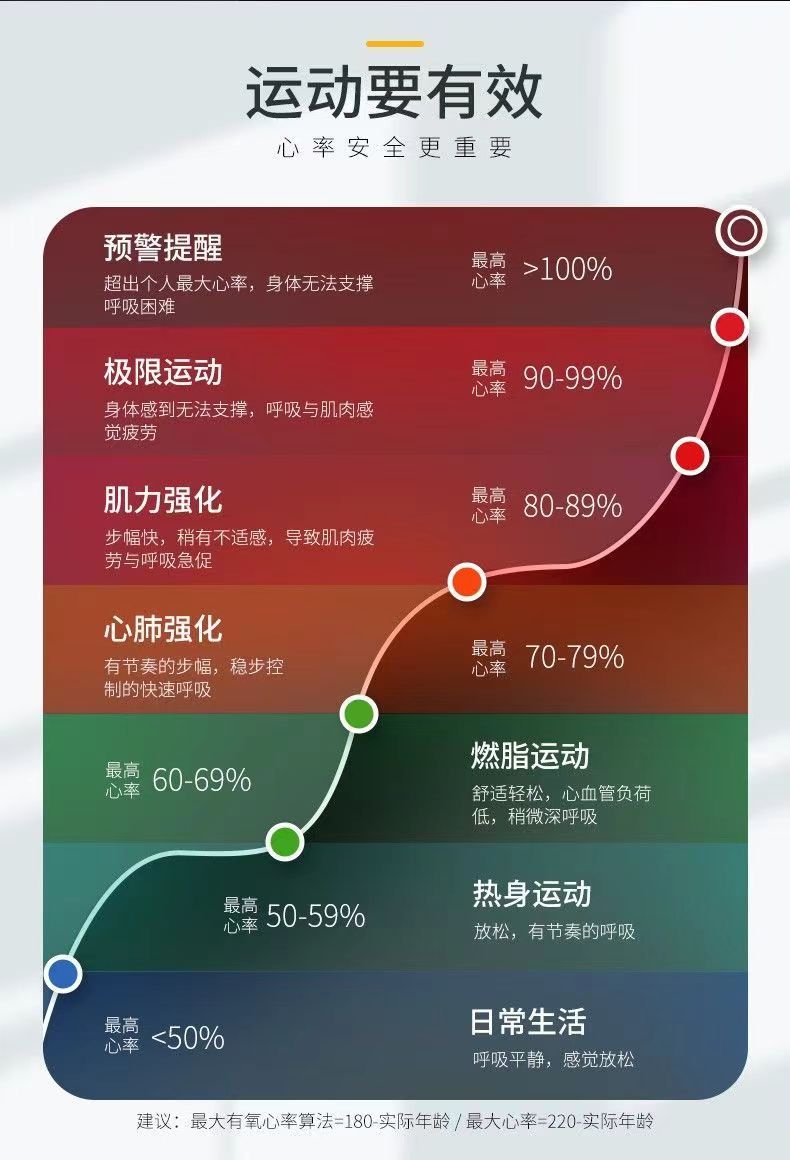 运动要有效
心率安全更重要
预警提醒
超出个人最大心率，身体无法支撑
呼吸困难
最高
心率
>100%
极限运动
身体感到无法支撑，呼吸与肌肉感
觉疲劳
最高
心率
90-99%
肌力强化
步幅快，稍有不适感，导致肌肉疲
劳与呼吸急促
最高
心率
80-89%
心肺强化
有节奏的步幅，稳步控
制的快速呼吸
最高
心率
70-79%
最高
心率
60-69%
燃脂运动
舒适轻松，心血管负荷
低，稍微深呼吸
最高
心率
50-59%
热身运动
放松，有节奏的呼吸
最高
心率
<50%
日常生活
呼吸平静，感觉放松
建议：最大有氧心率算法=180-实际年龄 / 最大心率=220-实际年龄